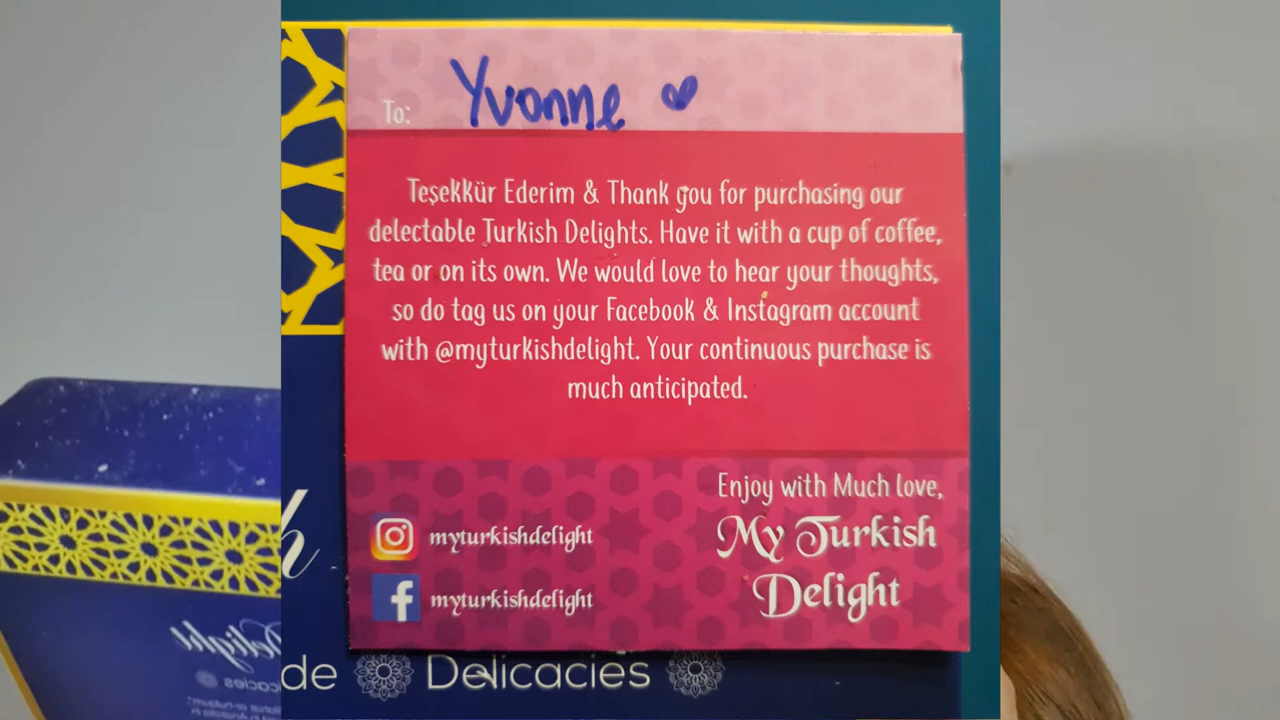 To: Yvonne
Teşekkür Ederim & Thank you for purchasing our
delectable Turkish Delights. Have it with a cup of coffee,
tea or on its own. We would love to hear your thoughts,
so do tag us on your Facebook & Instagram account
with @myturkishdelight. Your continuous purchase is
much anticipated.
Enjoy with Much love,
My Turkish
Delight
myturkishdelight
myturkishdelight
de Delicacies
Delight
cacies